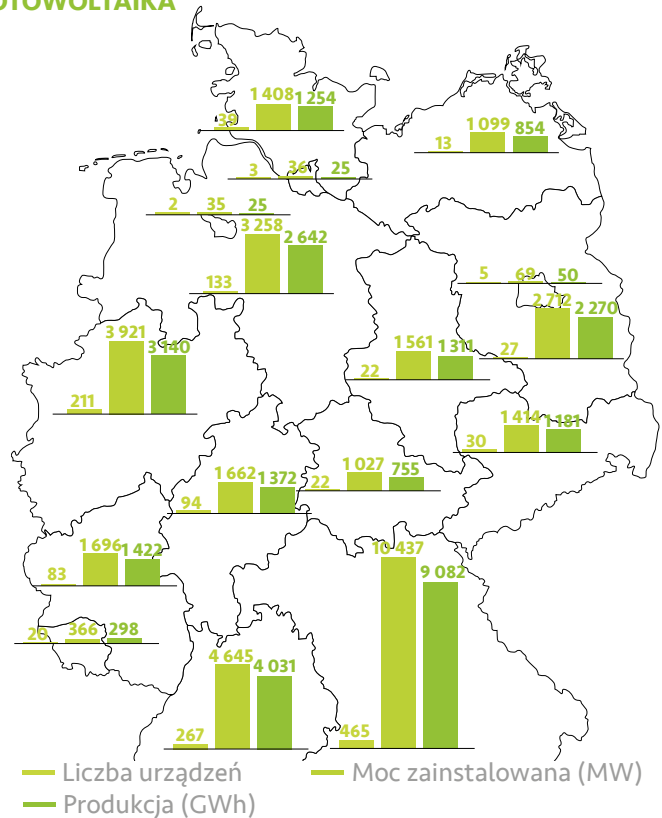 OTOWOLTAIKA
39 1 408 1 254
13 1 099 854
3 36 25
2 35 25
133 3 258 2 642
5 69 50
27 2 712 2 270
211 3 921 3 140
22 1 561 1 311
30 1 414 1 181
94 1 662 1 372
22 1 027 755
83 1 696 1 422
20 366 298
267 4 645 4 031
465 10 437 9 082
Liczba urządzeń
Moc zainstalowana (MW)
Produkcja (GWh)